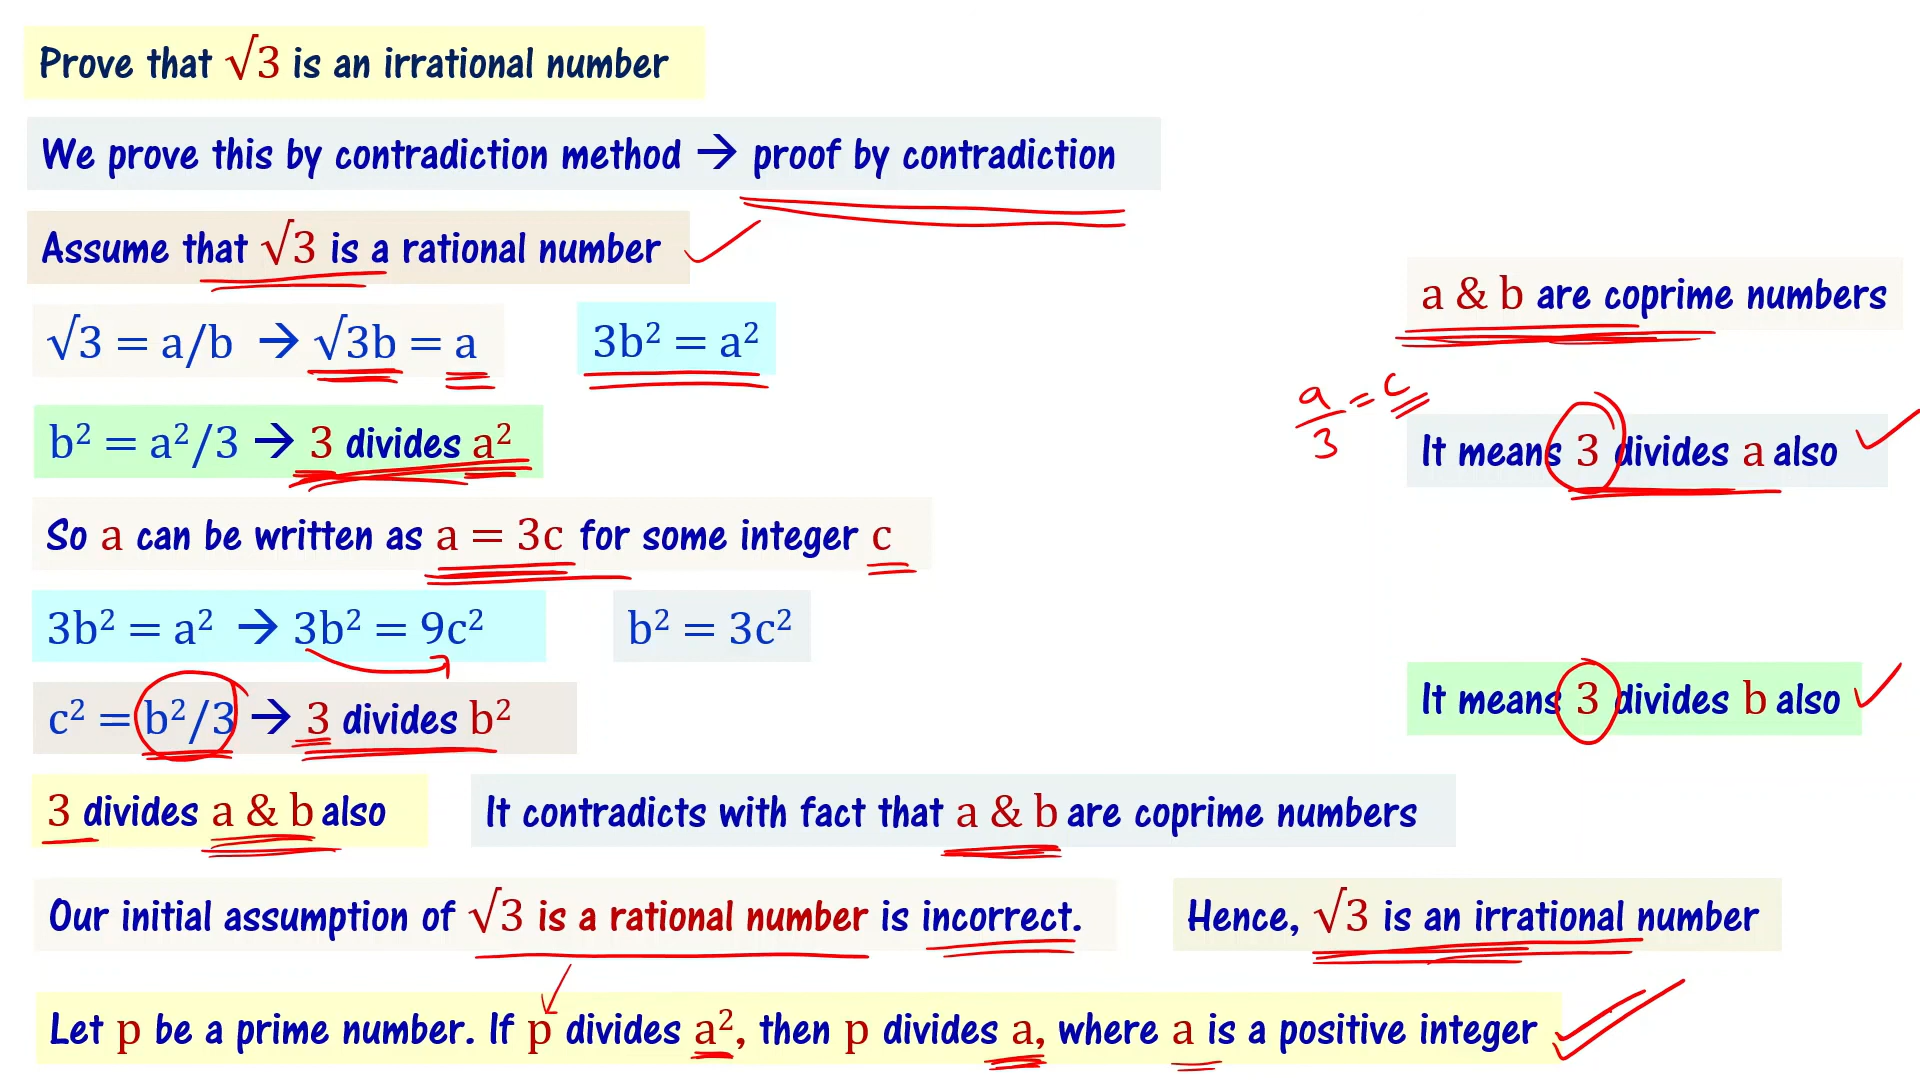 Prove that √3 is an irrational number
We prove this by contradiction method → proof by contradiction
Assume that √3 is a rational number
a & b are coprime numbers
√3 = a/b → √3b = a
3b² = a²
a/3 = c
b² = a²/3 → 3 divides a²
It means 3 divides a also
So a can be written as a = 3c for some integer c
3b² = a² → 3b² = 9c²
b² = 3c²
c² = b²/3 → 3 divides b²
It means 3 divides b also
3 divides a & b also
It contradicts with fact that a & b are coprime numbers
Our initial assumption of √3 is a rational number is incorrect.
Hence, √3 is an irrational number
Let p be a prime number. If p divides a², then p divides a, where a is a positive integer